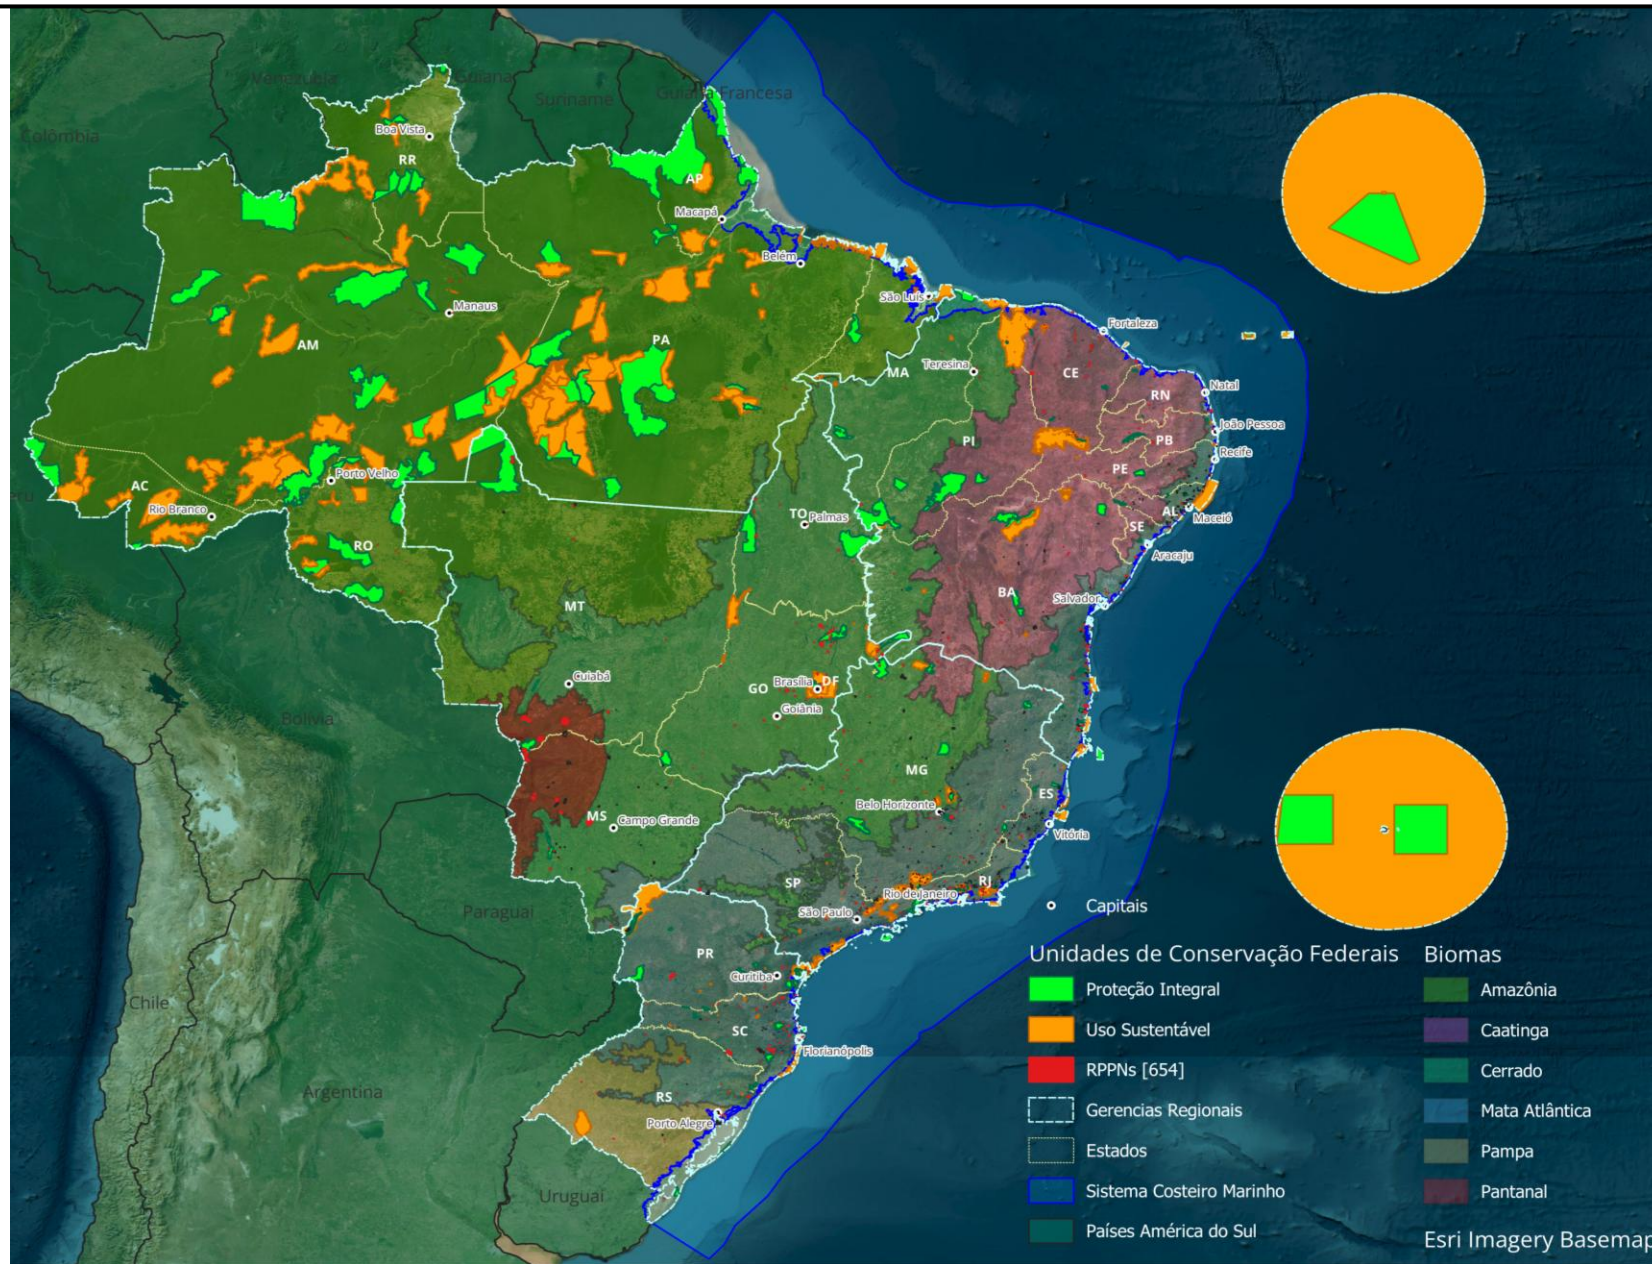 Venezuela
Guiana
Suriname
Guiana Francesa
Colômbia
Boa Vista
RR
AP
Macapá
Belém
São Luís
Manaus
Fortaleza
AM
PA
MA
Teresina
CE
Natal
RN
João Pessoa
PI
PB
Recife
PE
Porto Velho
AC
Rio Branco
TO
Palmas
AL
Maceió
SE
Aracaju
RO
MT
BA
Salvador
Cuiabá
GO
Brasília
DF
Goiânia
Bolívia
MG
ES
Belo Horizonte
MS
Campo Grande
Vitória
SP
RJ
Rio de Janeiro
Paraguai
São Paulo
PR
Curitiba
Chile
SC
Florianópolis
Argentina
RS
Porto Alegre
Uruguai
Capitais
Unidades de Conservação Federais
Proteção Integral
Uso Sustentável
RPPNs [654]
Gerencias Regionais
Estados
Sistema Costeiro Marinho
Países América do Sul
Biomas
Amazônia
Caatinga
Cerrado
Mata Atlântica
Pampa
Pantanal
Esri Imagery Basemap